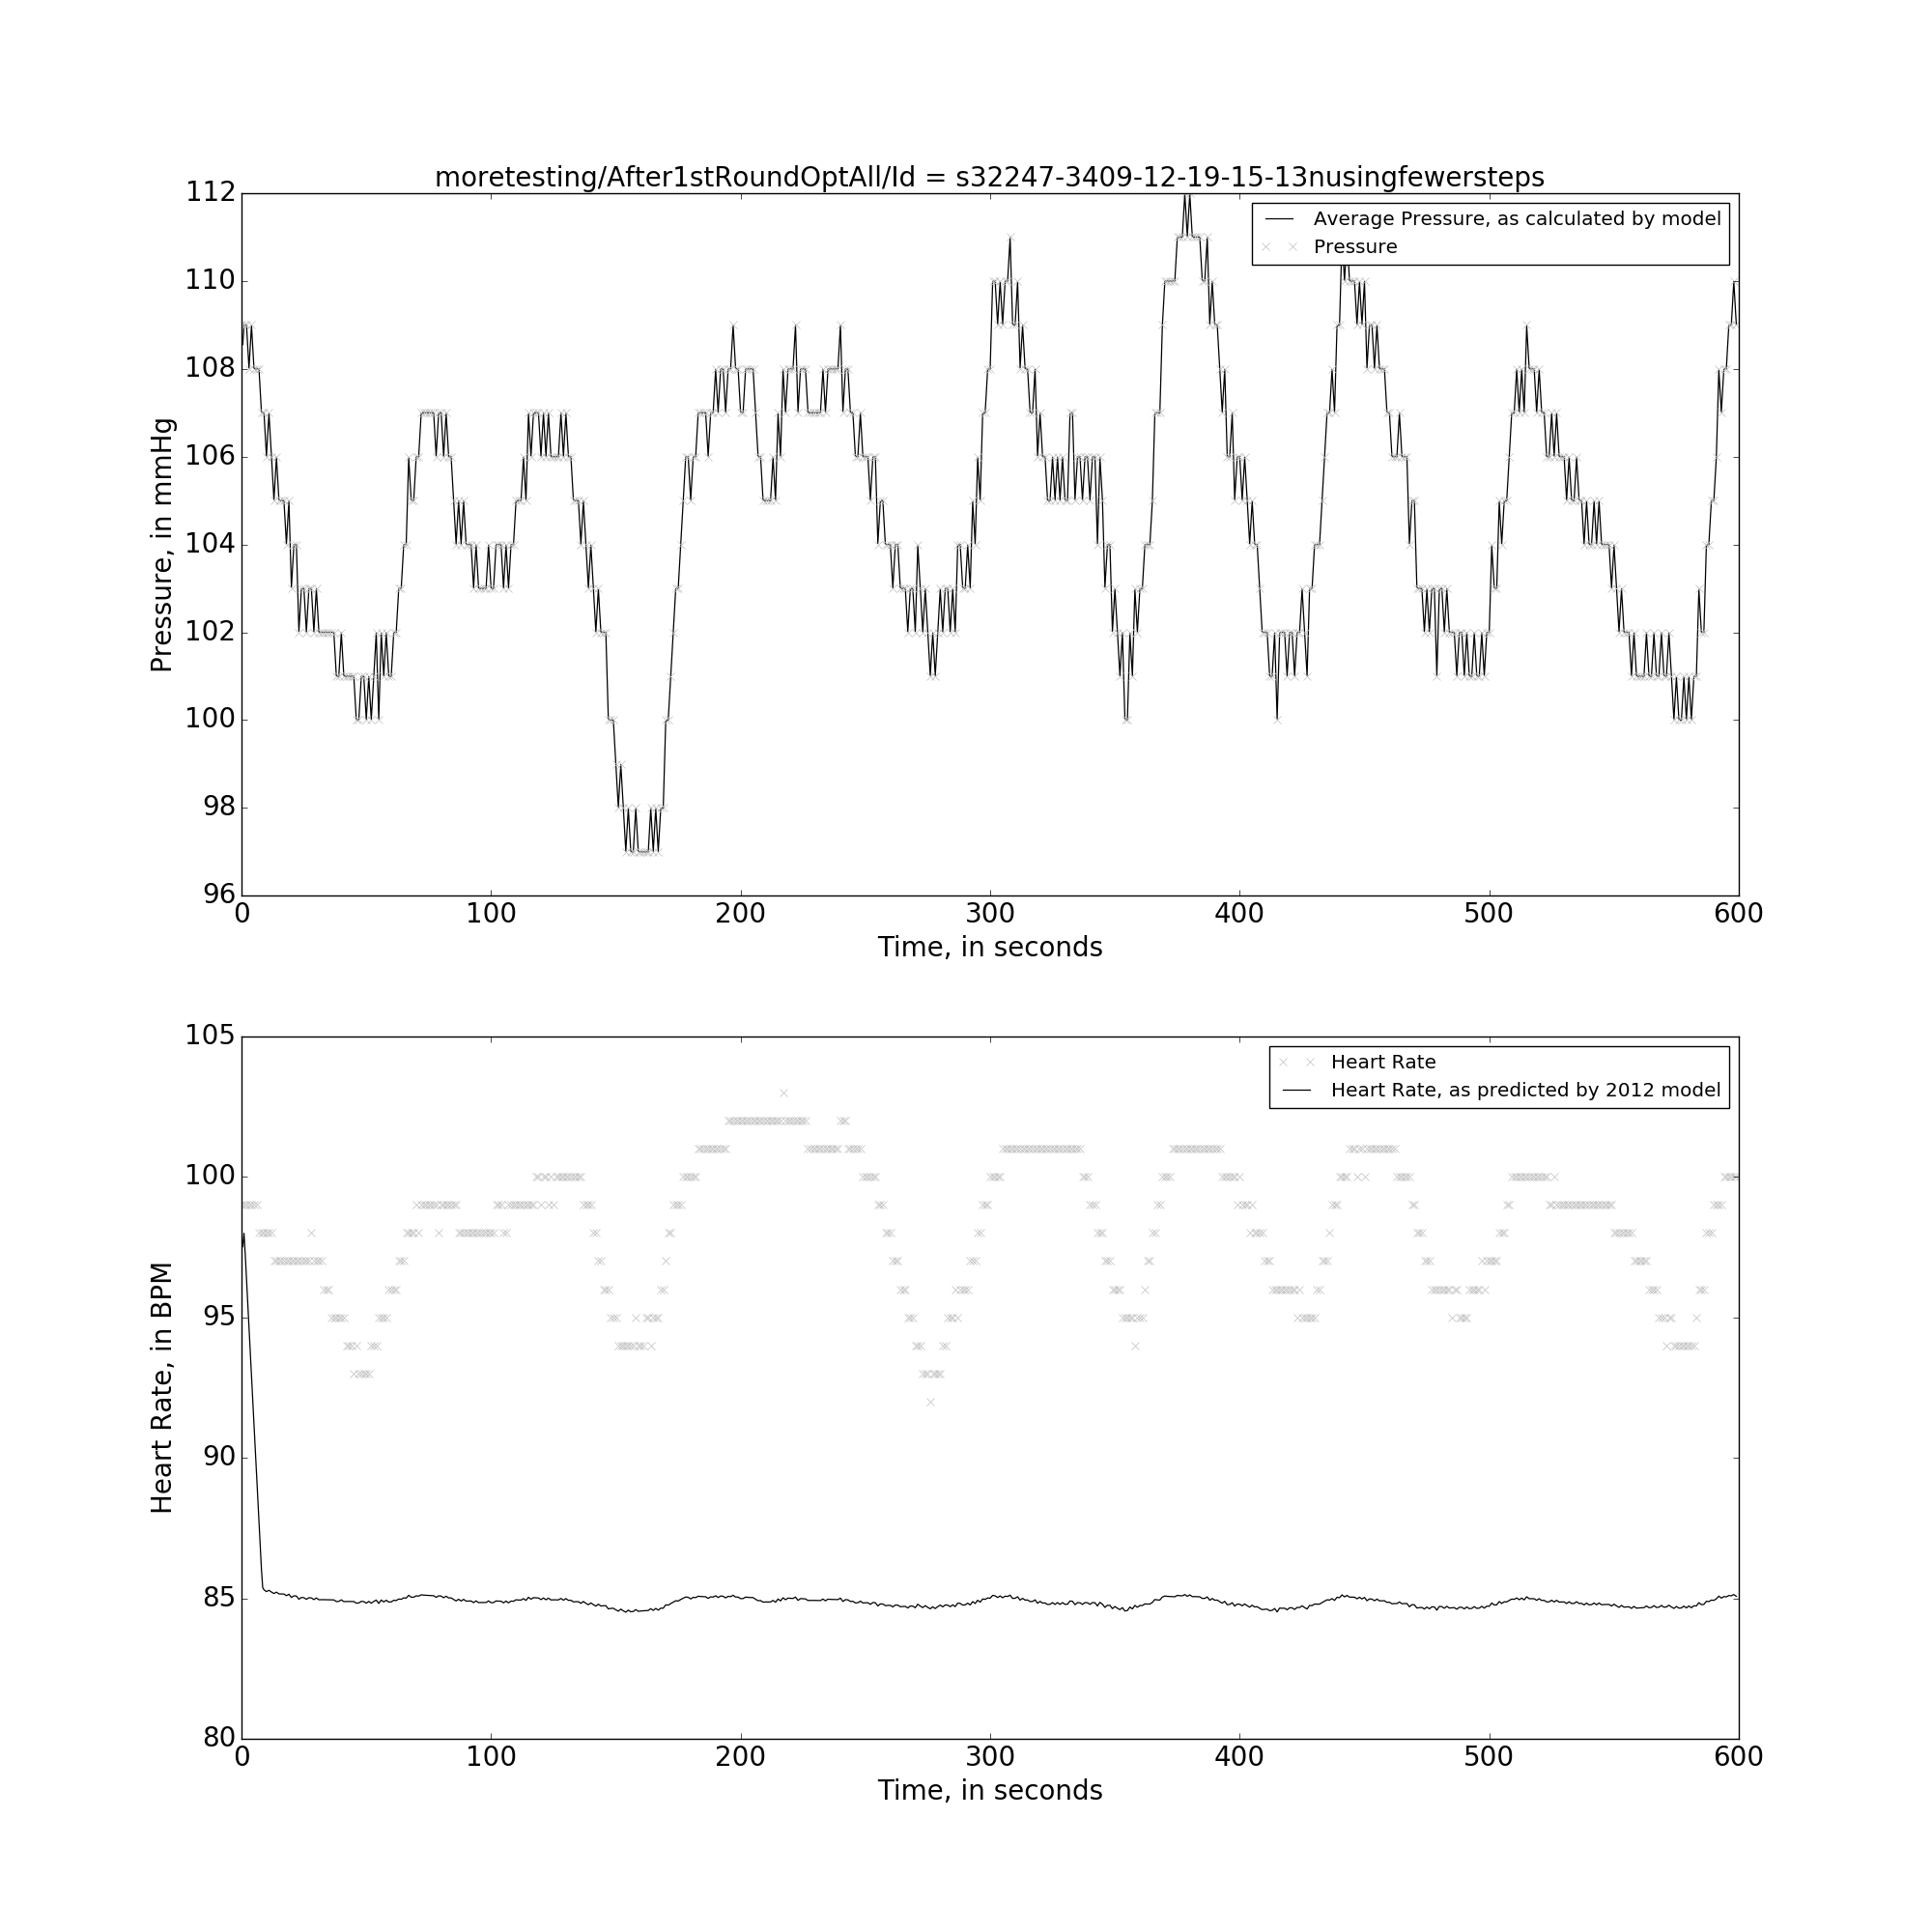 moretesting/After1stRoundOptAll/Id = s32247-3409-12-19-15-13nusingfewersteps
112
110
108
106
104
102
100
98
96
Pressure, in mmHg
Average Pressure, as calculated by model
Pressure
0 100 200 300 400 500 600
Time, in seconds
105
100
95
90
85
80
Heart Rate, in BPM
Heart Rate
Heart Rate, as predicted by 2012 model
0 100 200 300 400 500 600
Time, in seconds